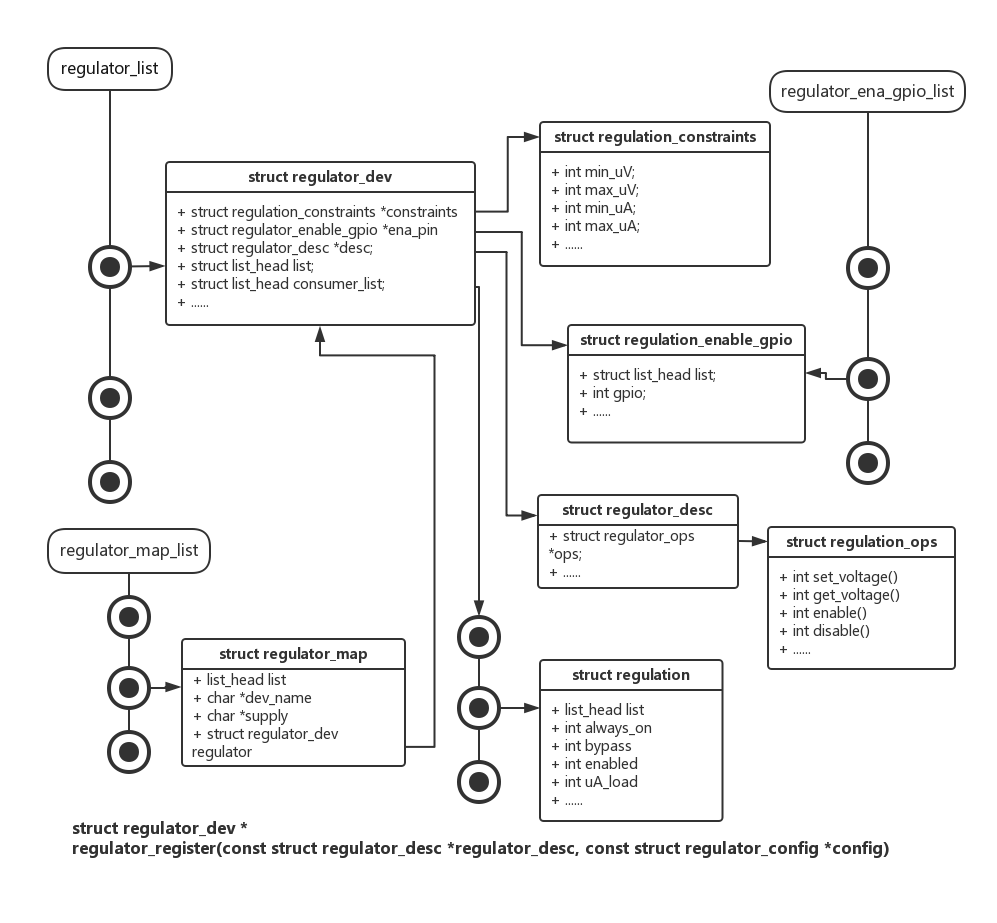 regulator_list
regulator_ena_gpio_list
struct regulation_constraints
+ int min_uV;
+ int max_uV;
+ int min_uA;
+ int max_uA;
+ ......
struct regulator_dev
+ struct regulation_constraints *constraints
+ struct regulator_enable_gpio *ena_pin
+ struct regulator_desc *desc;
+ struct list_head list;
+ struct list_head consumer_list;
+ ......
struct regulation_enable_gpio
+ struct list_head list;
+ int gpio;
+ ......
struct regulator_desc
+ struct regulator_ops
*ops;
+ ......
struct regulation_ops
+ int set_voltage()
+ int get_voltage()
+ int enable()
+ int disable()
+ ......
regulator_map_list
struct regulator_map
+ list_head list
+ char *dev_name
+ char *supply
+ struct regulator_dev
regulator
struct regulation
+ list_head list
+ int always_on
+ int bypass
+ int enabled
+ int uA_load
+ ......
struct regulator_dev *
regulator_register(const struct regulator_desc *regulator_desc, const struct regulator_config *config)